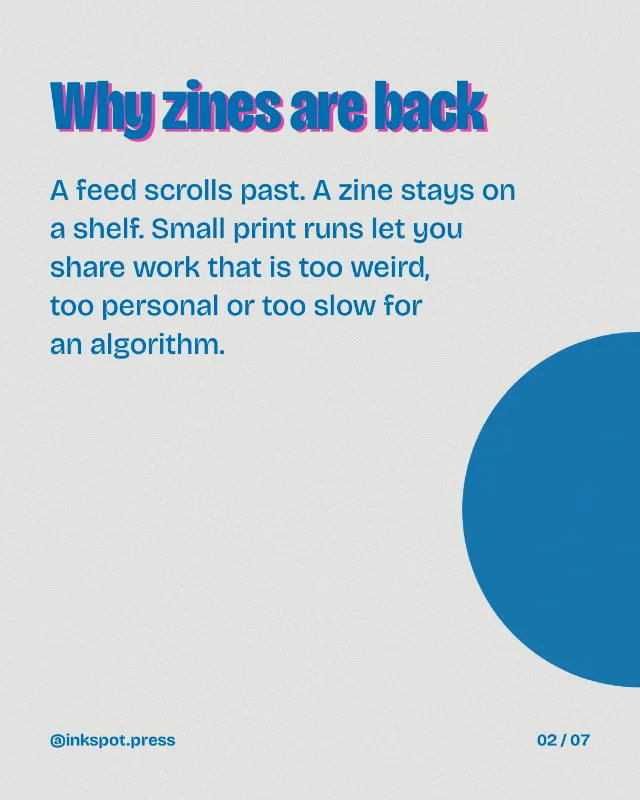 Why zines are back
A feed scrolls past. A zine stays on
a shelf. Small print runs let you
share work that is too weird,
too personal or too slow for
an algorithm.
@inkspot.press
02 / 07